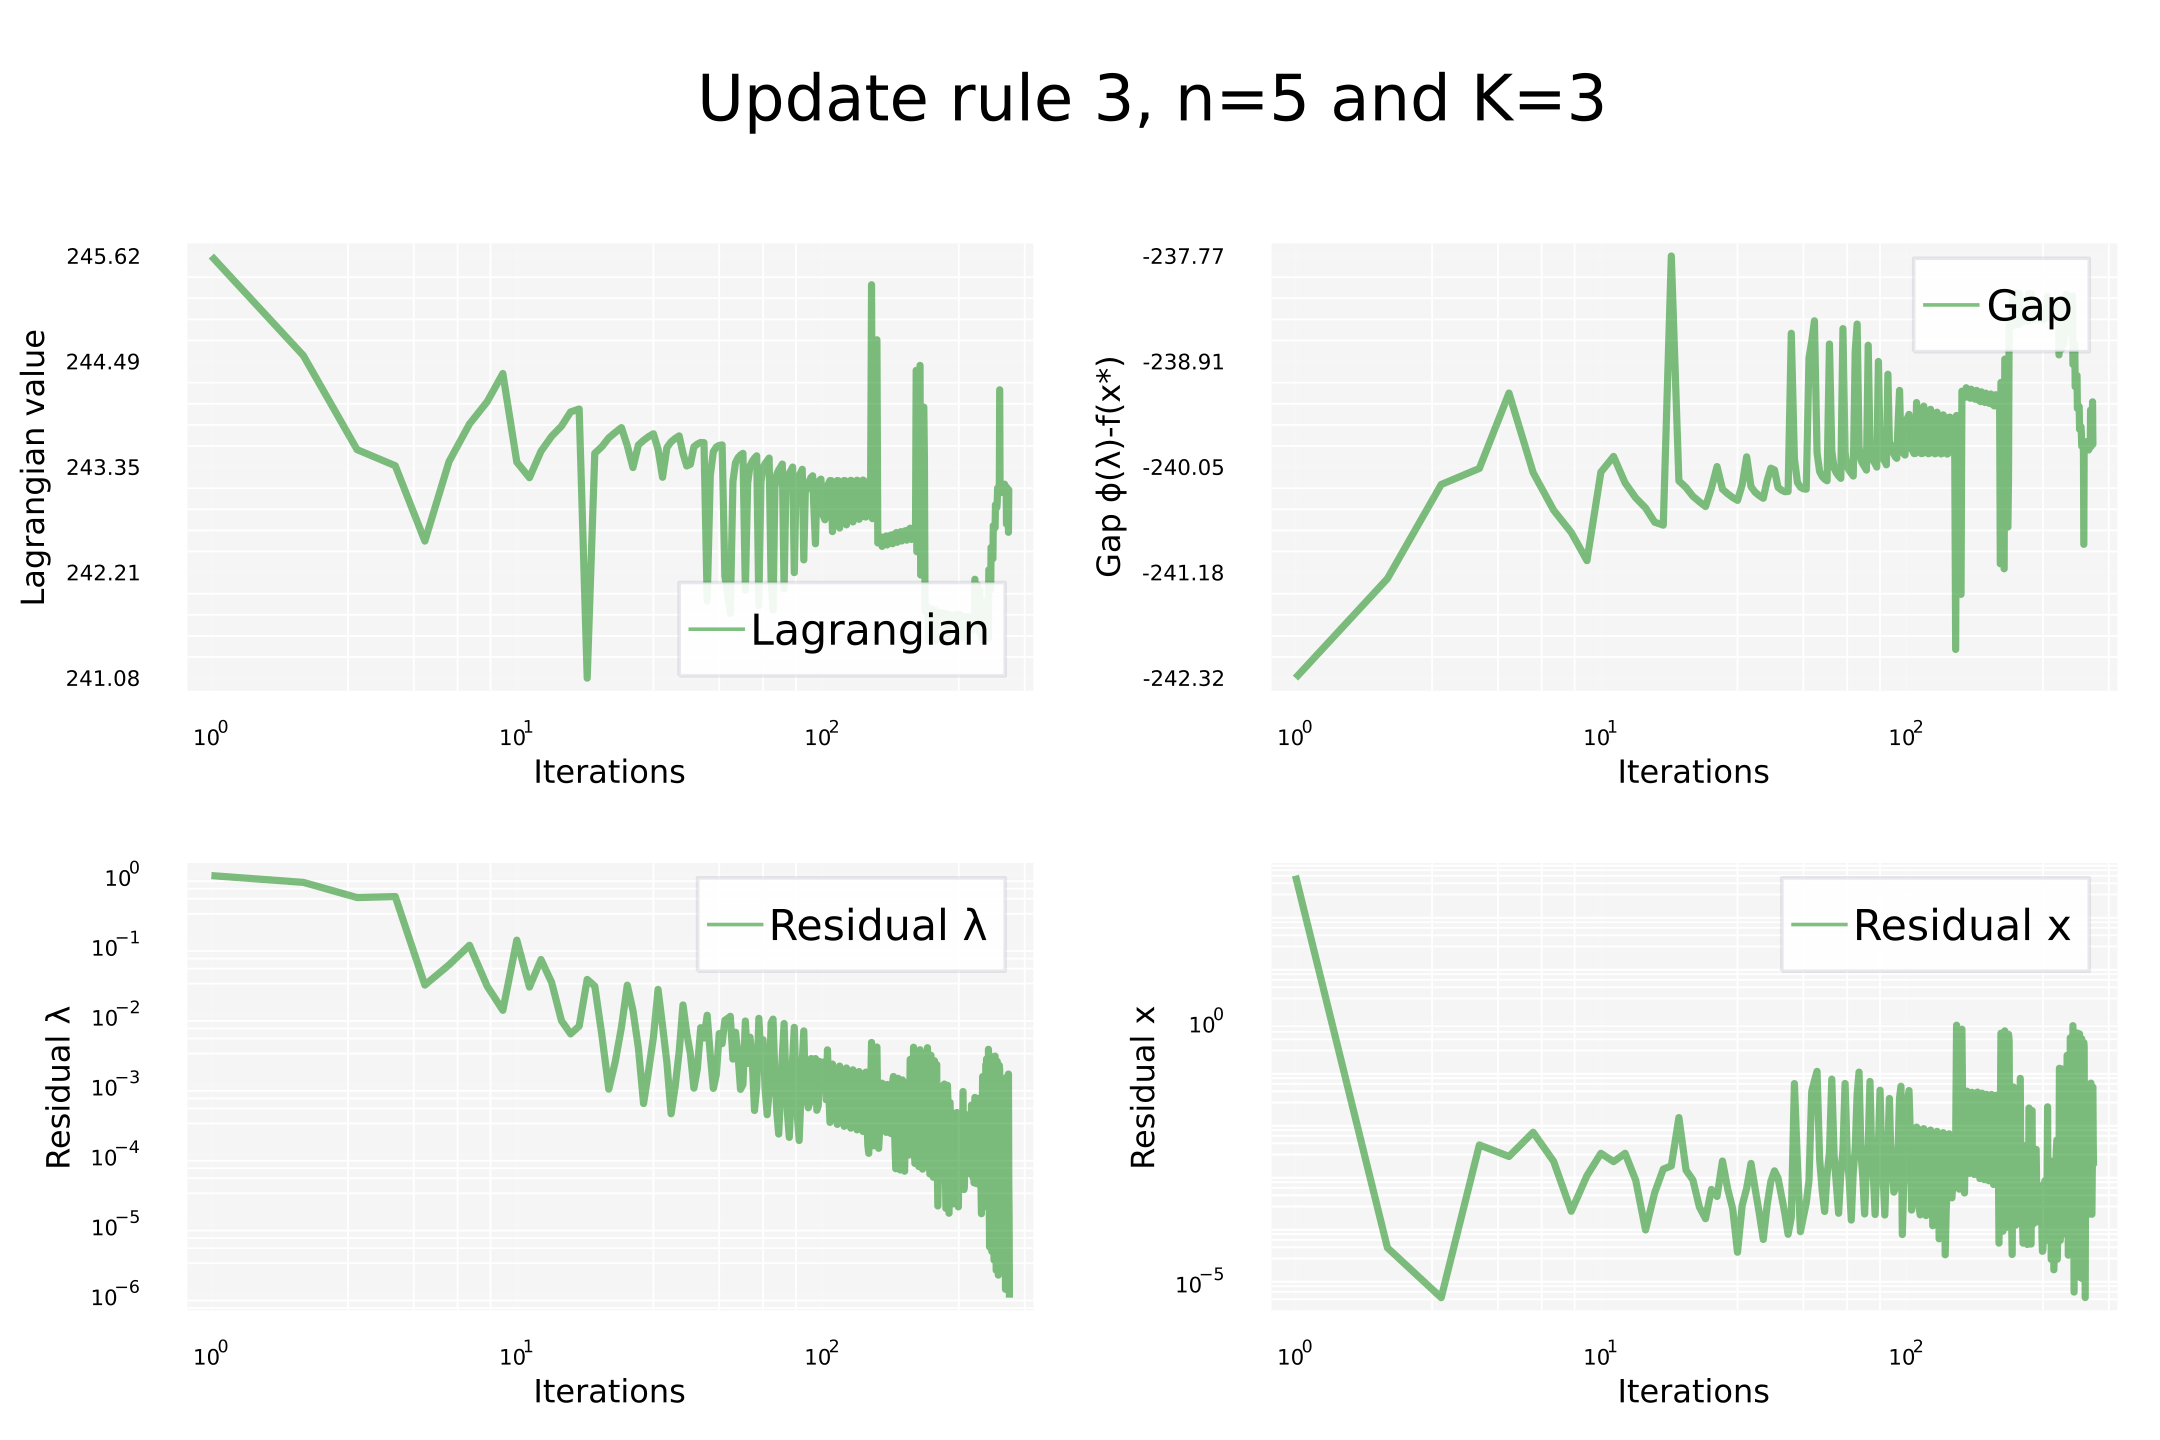 Update rule 3, n=5 and K=3
Lagrangian value
245.62
244.49
243.35
242.21
241.08
10⁰
10¹
10²
Iterations
Lagrangian
Gap ϕ(λ)-f(x*)
-237.77
-238.91
-240.05
-241.18
-242.32
10⁰
10¹
10²
Iterations
Gap
Residual λ
10⁰
10⁻¹
10⁻²
10⁻³
10⁻⁴
10⁻⁵
10⁻⁶
10⁰
10¹
10²
Iterations
Residual λ
Residual x
10⁰
10⁻⁵
10⁰
10¹
10²
Iterations
Residual x